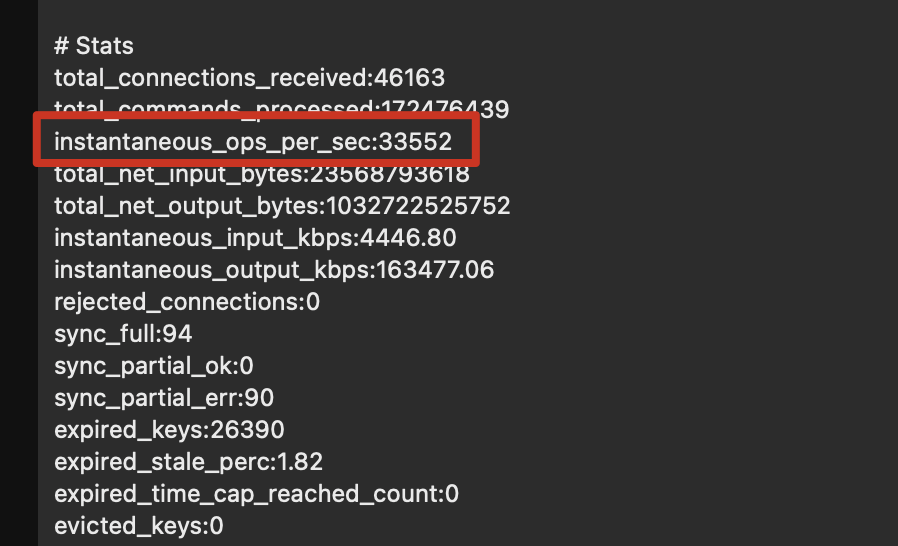 # Stats
total_connections_received:46163
total_commands_processed:172476439
instantaneous_ops_per_sec:33552
total_net_input_bytes:23568793618
total_net_output_bytes:1032722525752
instantaneous_input_kbps:4446.80
instantaneous_output_kbps:163477.06
rejected_connections:0
sync_full:94
sync_partial_ok:0
sync_partial_err:90
expired_keys:26390
expired_stale_perc:1.82
expired_time_cap_reached_count:0
evicted_keys:0